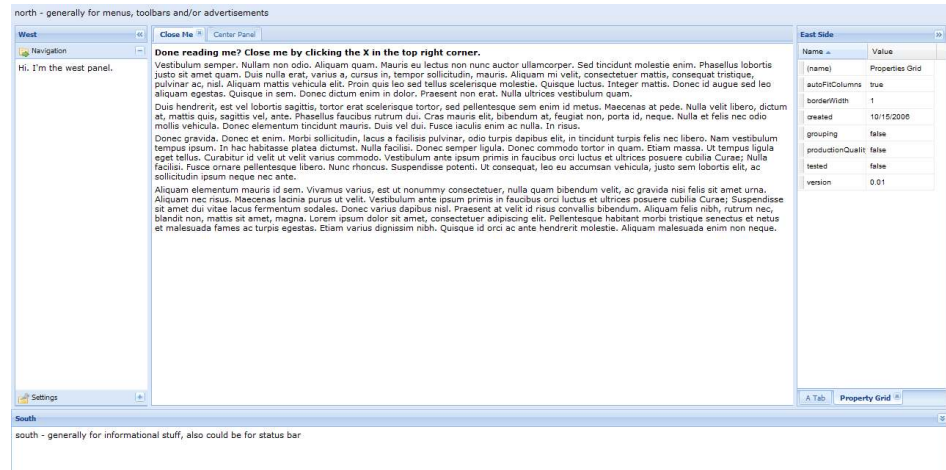 north - generally for menus, toolbars and/or advertisements
West
Navigation
Hi. I'm the west panel.
Settings
Close Me
Center Panel
Done reading me? Close me by clicking the X in the top right corner.
Vestibulum semper. Nullam non odio. Aliquam quam. Mauris eu lectus non nunc auctor ullamcorper. Sed tincidunt molestie enim. Phasellus lobortis
justo sit amet quam. Duis nulla erat, varius a, cursus in, tempor sollicitudin, mauris. Aliquam mi velit, consectetuer mattis, consequat tristique,
pulvinar ac, nisl. Aliquam mattis vehicula elit. Proin quis leo sed tellus scelerisque molestie. Quisque luctus. Integer mattis. Donec id augue sed leo
aliquam egestas. Quisque in sem. Donec dictum enim in dolor. Praesent non erat. Nulla ultrices vestibulum quam.
Duis hendrerit, est vel lobortis sagittis, tortor erat scelerisque tortor, sed pellentesque sem enim id metus. Maecenas at pede. Nulla velit libero, dictum
at, mattis quis, sagittis vel, ante. Phasellus faucibus rutrum dui. Cras mauris elit, bibendum at, feugiat non, porta id, neque. Nulla et felis nec odio
mollis vehicula. Donec elementum tincidunt mauris. Duis vel dui. Fusce iaculis enim ac nulla. In risus.
Donec gravida. Donec et enim. Morbi sollicitudin, lacus a facilisis pulvinar, odio turpis dapibus elit, in tincidunt turpis felis nec libero. Nam vestibulum
tempus ipsum. In hac habitasse platea dictumst. Nulla facilisi. Donec semper ligula. Donec commodo tortor in quam. Etiam massa. Ut tempus ligula
eget tellus. Curabitur id velit ut velit varius commodo. Vestibulum ante ipsum primis in faucibus orci luctus et ultrices posuere cubilia Curae; Nulla
facilisi. Fusce ornare pellentesque libero. Nunc rhoncus. Suspendisse potenti. Ut consequat, leo eu accumsan vehicula, justo sem lobortis elit, ac
sollicitudin ipsum neque nec ante.
Aliquam elementum mauris id sem. Vivamus varius, est ut nonummy consectetuer, nulla quam bibendum velit, ac gravida nisi felis sit amet urna.
Aliquam nec risus. Maecenas lacinia purus ut velit. Vestibulum ante ipsum primis in faucibus orci luctus et ultrices posuere cubilia Curae; Suspendisse
sit amet dui vitae lacus fermentum sodales. Donec varius dapibus nisl. Praesent at velit id risus convallis bibendum. Aliquam felis nibh, rutrum nec,
blandit non, mattis sit amet, magna. Lorem ipsum dolor sit amet, consectetuer adipiscing elit. Pellentesque habitant morbi tristique senectus et netus
et malesuada fames ac turpis egestas. Etiam varius dignissim nibh. Quisque id orci ac ante hendrerit molestie. Aliquam malesuada enim non neque.
East Side
Name Value
(name) Properties Grid
autoFitColumns true
borderWidth 1
created 10/15/2006
grouping false
productionQualit false
tested false
version 0.01
A Tab
Property Grid
South
south - generally for informational stuff, also could be for status bar